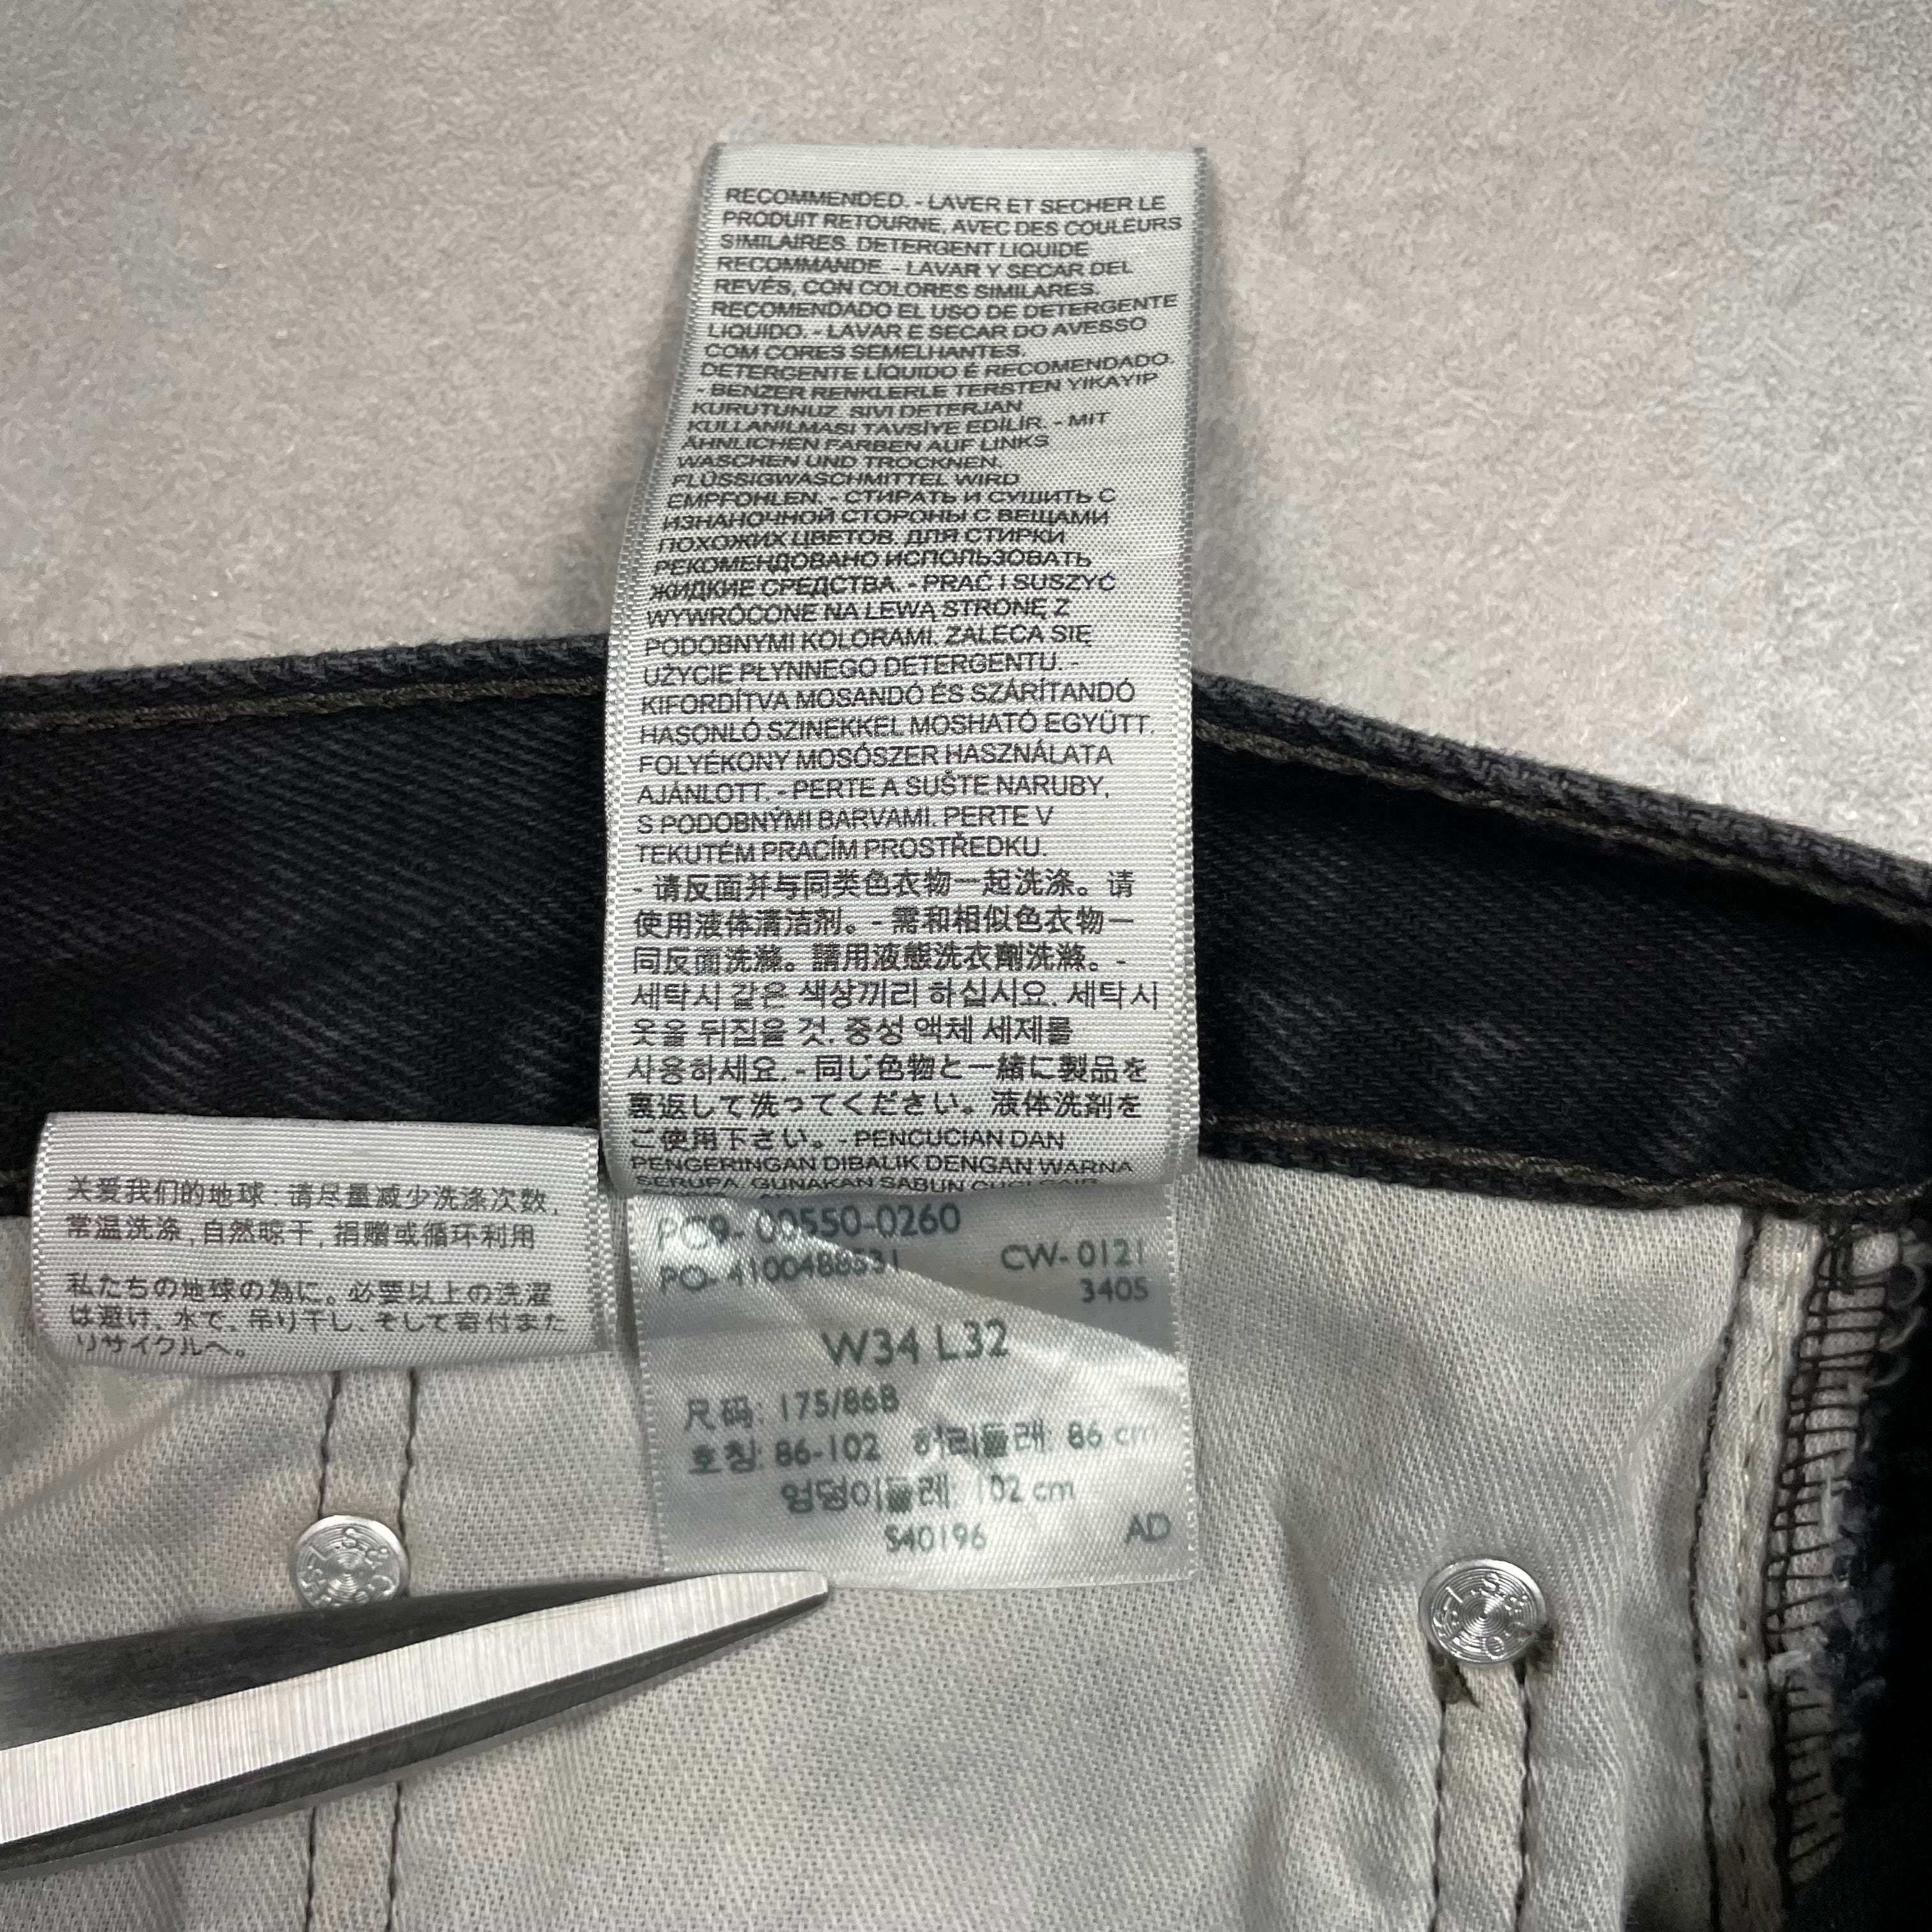 RECOMMENDED. - LAVER ET SECHER LE
PRODUIT RETOURNE, AVEC DES COULEURS
SIMILAIRES. DETERGENT LIQUIDE
RECOMMANDE. - LAVAR Y SECAR DEL
REVÉS, CON COLORES SIMILARES.
RECOMENDADO EL USO DE DETERGENTE
LIQUIDO. - LAVAR E SECAR DO AVESSO
COM CORES SEMELHANTES.
DETERGENTE LÍQUIDO É RECOMENDADO.
- BENZER RENKLERLE TERSTEN YIKAYIP
KURUTUNUZ. SIVI DETERJAN
KULLANILMASI TAVSİYE EDİLİR. - MIT
ÄHNLICHEN FARBEN AUF LINKS
WASCHEN UND TROCKNEN.
FLÜSSIGWASCHMITTEL WIRD
EMPFOHLEN. - СТИРАТЬ И СУШИТЬ С
ИЗНАНОЧНОЙ СТОРОНЫ С ВЕЩАМИ
ПОХОЖИХ ЦВЕТОВ. ДЛЯ СТИРКИ
РЕКОМЕНДОВАНО ИСПОЛЬЗОВАТЬ
ЖИДКИЕ СРЕДСТВА. - PRAĆ I SUSZYĆ
WYWRÓCONE NA LEWĄ STRONĘ Z
PODOBNYMI KOLORAMI. ZALECA SIĘ
UŻYCIE PŁYNNEGO DETERGENTU. -
KIFORDÍTVA MOSANDÓ ÉS SZÁRÍTANDÓ
HASONLÓ SZINEKKEL MOSHATÓ EGYÜTT.
FOLYÉKONY MOSÓSZER HASZNÁLATA
AJÁNLOTT. - PERTE A SUŠTE NARUBY,
S PODOBNÝMI BARVAMI. PERTE V
TEKUTÉM PRACÍM PROSTŘEDKU.
- 请反面并与同类色衣物一起洗涤。请
使用液体清洁剂。- 需和相似色衣物一
同反面洗滌。請用液態洗衣劑洗滌。-
세탁시 같은 색상끼리 하십시요. 세탁시
옷을 뒤집을 것. 중성 액체 세제를
사용하세요. - 同じ色物と一緒に製品を
裏返して洗ってください。液体洗剤を
ご使用下さい。- PENCUCIAN DAN
PENGERINGAN DIBALIK DENGAN WARNA
SERUPA. GUNAKAN SABUN
关爱我们的地球: 请尽量减少洗涤次数,
常温洗涤, 自然晾干, 捐赠或循环利用
私たちの地球の為に。必要以上の洗濯
は避け、水で、吊り干し、そして寄付また
リサイクルへ。
PC9- 00550-0260
PO- 4100488531 CW- 0121
3405
W34 L32
尺码: 175/86B
호칭: 86-102 허리둘레: 86 cm
엉덩이둘레: 102 cm
S40196 AD